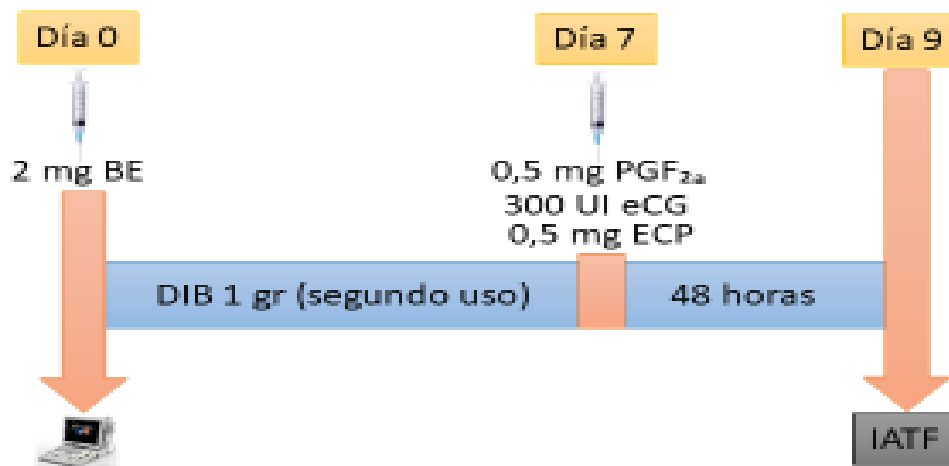 Día 0
Día 7
Día 9
2 mg BE
0,5 mg PGF₂ₐ
300 UI eCG
0,5 mg ECP
DIB 1 gr (segundo uso)
48 horas
IATF